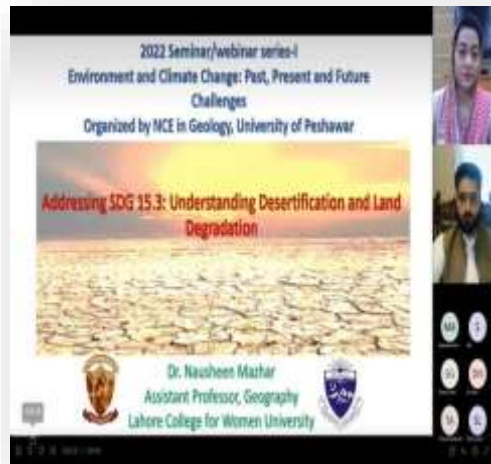 2022 Seminar/webinar series-I
Environment and Climate Change: Past, Present and Future
Challenges
Organized by NCE in Geology, University of Peshawar
Addressing SDG 15.3: Understanding Desertification and Land
Degradation
Dr. Nausheen Mazhar
Assistant Professor, Geography
Lahore College for Women University